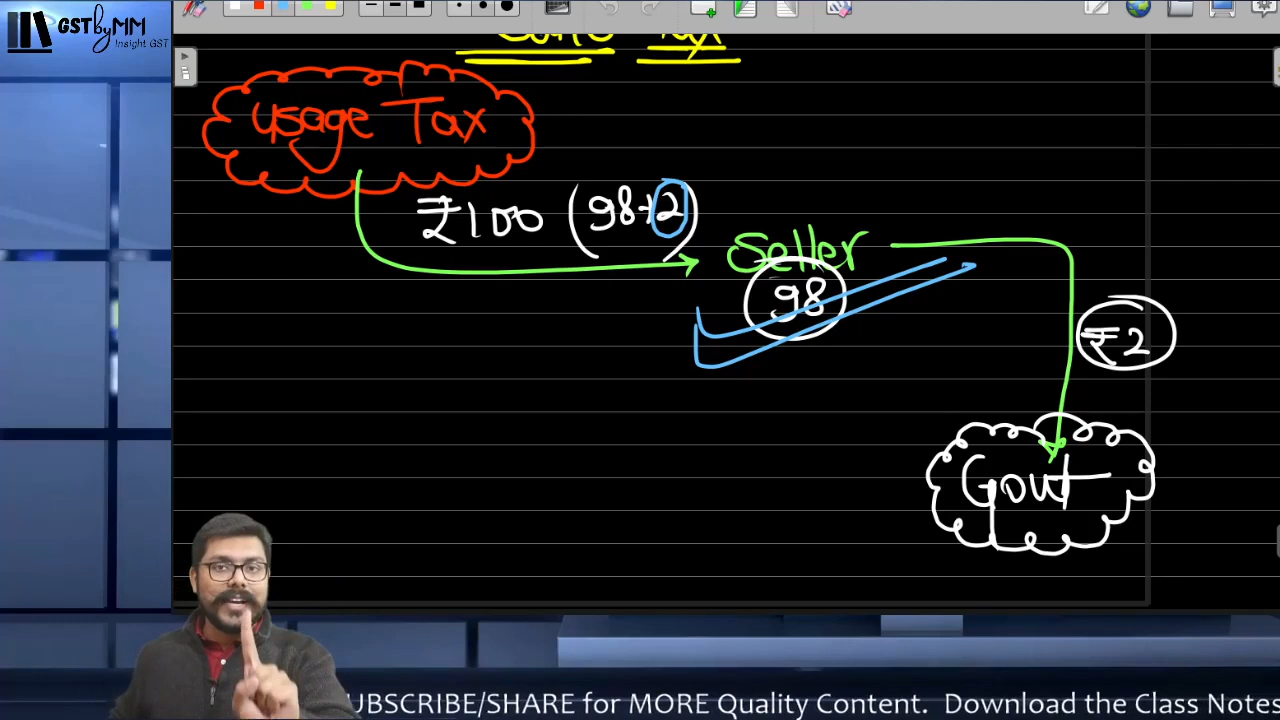 GSTbyMM
Insight GST
Tax
Usage Tax
₹100 (98+2)
Seller
98
₹2
Govt
UBSCRIBE/SHARE for MORE Quality Content. Download the Class Notes